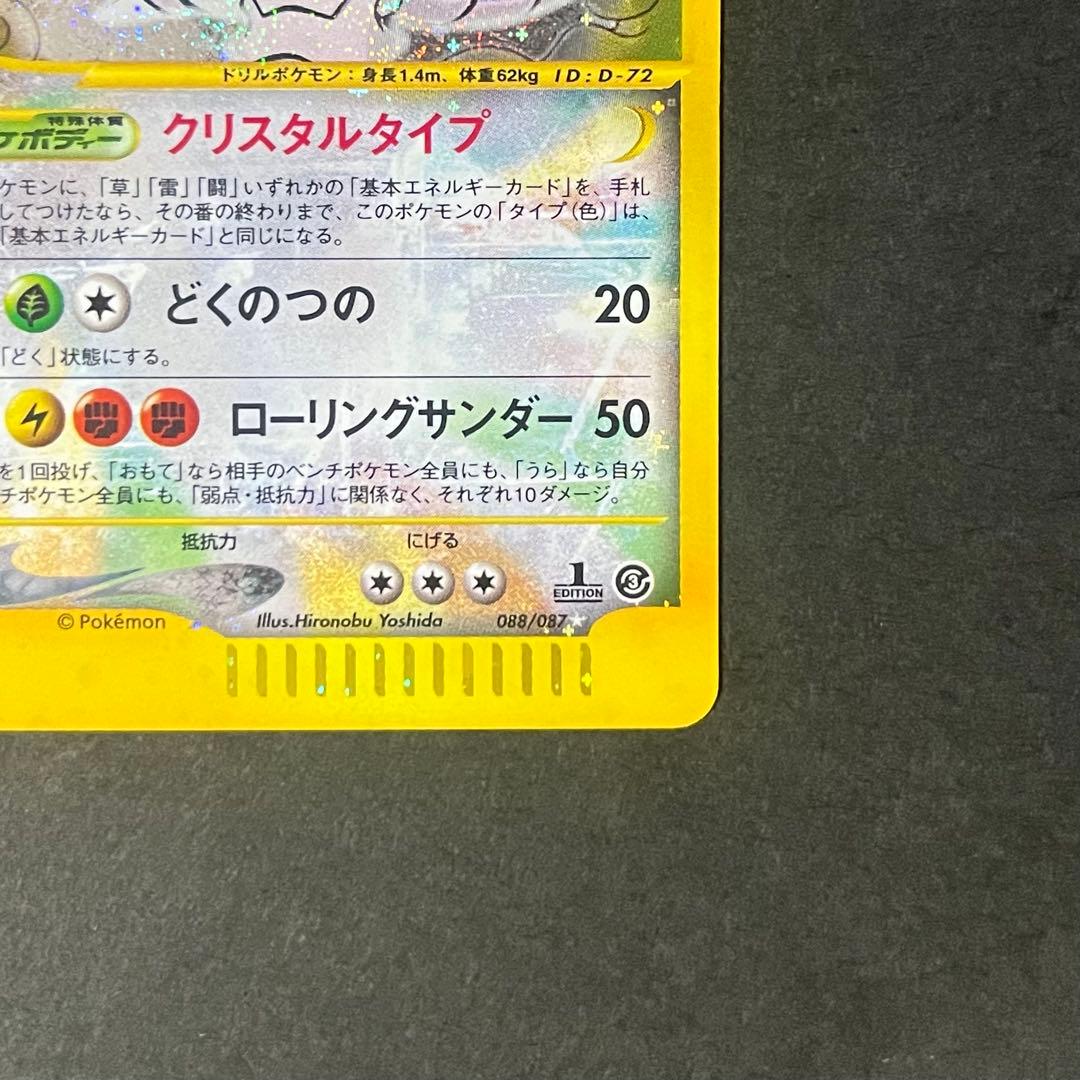 ドリルポケモン：身長1.4m、体重62kg ID：D-72
特殊体質
ケボディー クリスタルタイプ
ケモンに、「草」「雷」「闘」いずれかの「基本エネルギーカード」を、手札
してつけたなら、その番の終わりまで、このポケモンの「タイプ（色）」は、
「基本エネルギーカード」と同じになる。
どくのつの 20
「どく」状態にする。
ローリングサンダー 50
を1回投げ、「おもて」なら相手のベンチポケモン全員にも、「うら」なら自分
チポケモン全員にも、「弱点・抵抗力」に関係なく、それぞれ10ダメージ。
抵抗力 にげる
1
EDITION
3
© Pokémon Illus.Hironobu Yoshida 088/087